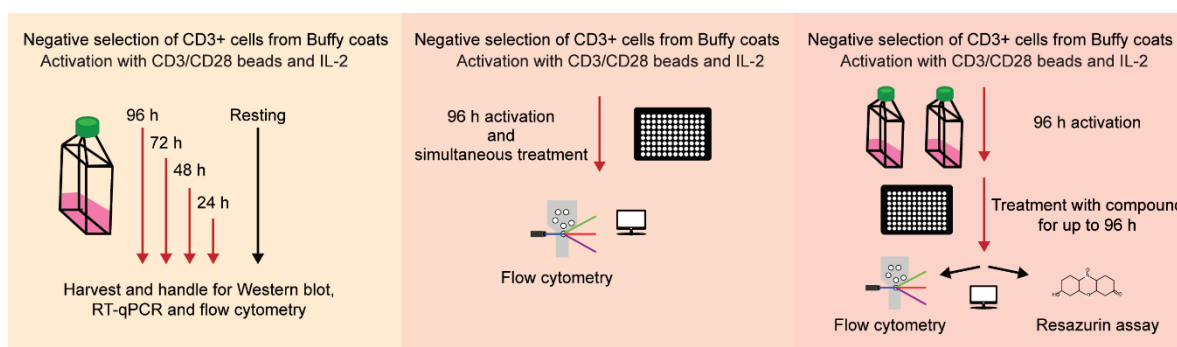 Negative selection of CD3+ cells from Buffy coats
Activation with CD3/CD28 beads and IL-2
96 h
Resting
72 h
48 h
24 h
Harvest and handle for Western blot,
RT-qPCR and flow cytometry
Negative selection of CD3+ cells from Buffy coats
Activation with CD3/CD28 beads and IL-2
96 h activation
and
simultaneous treatment
Flow cytometry
Negative selection of CD3+ cells from Buffy coats
Activation with CD3/CD28 beads and IL-2
96 h activation
Treatment with compound
for up to 96 h
HO
O
Flow cytometry
Resazurin assay